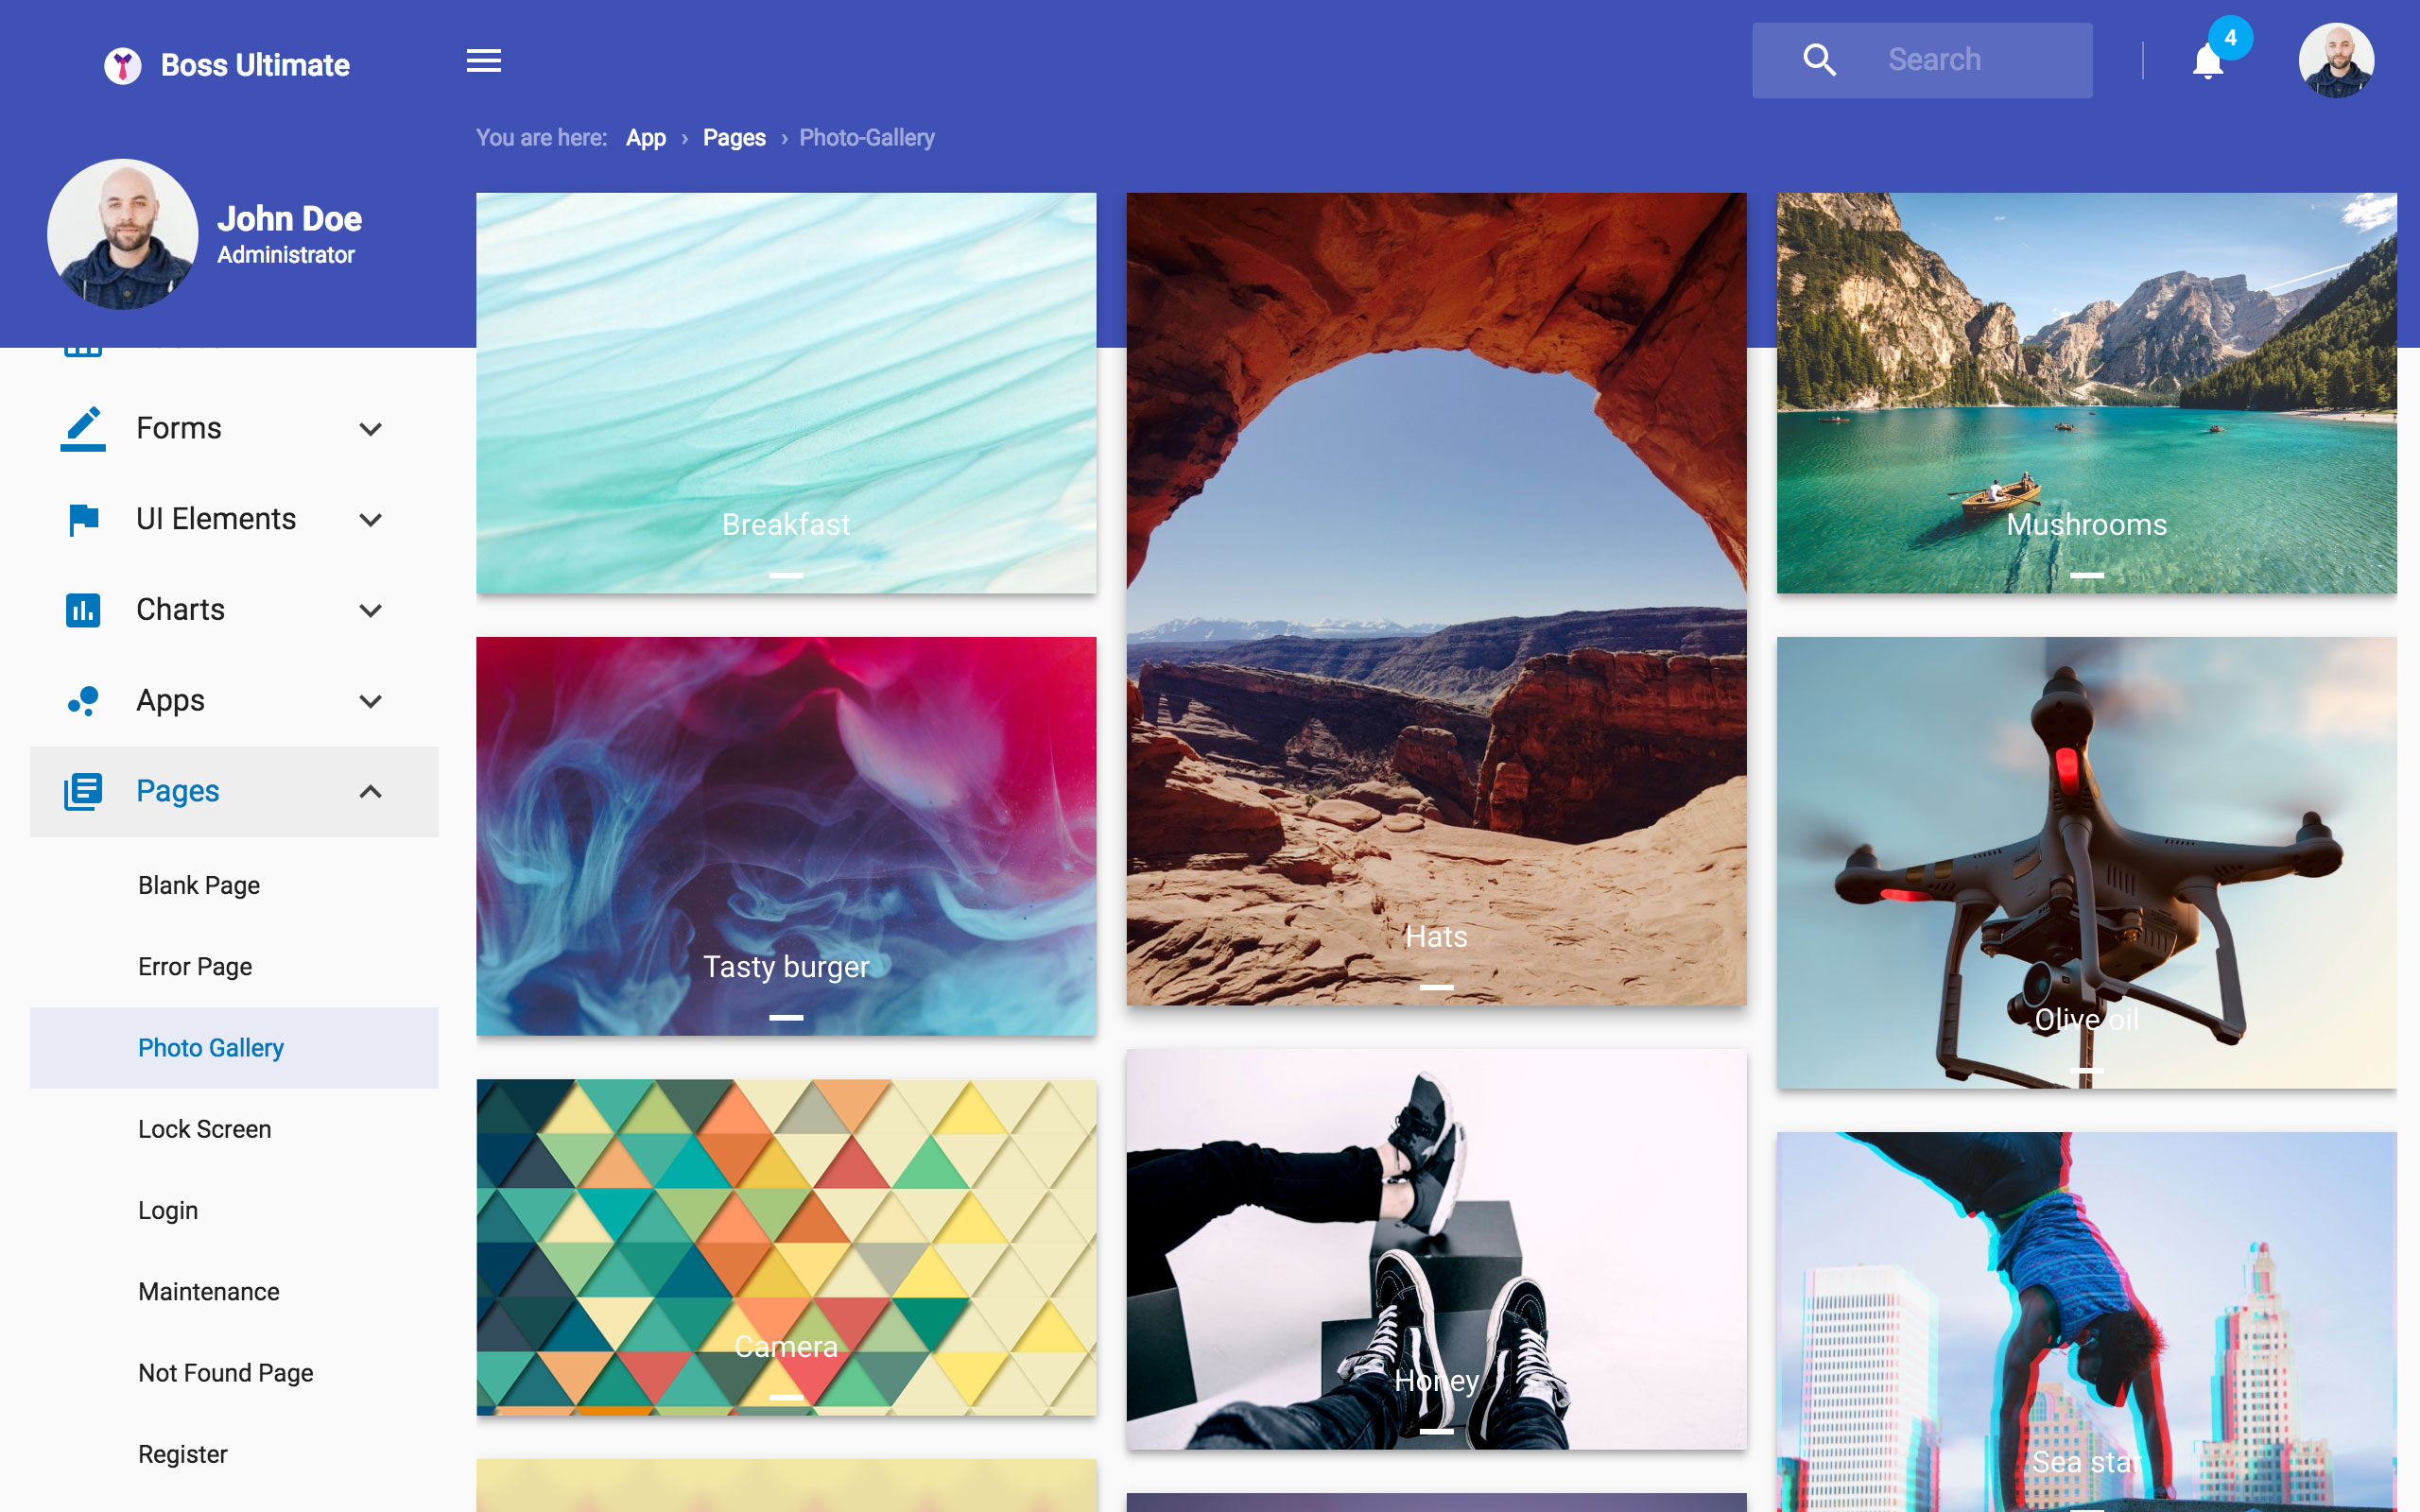 Boss Ultimate
Search
4
You are here: App › Pages › Photo-Gallery
John Doe
Administrator
Forms
UI Elements
Charts
Apps
Pages
Blank Page
Error Page
Photo Gallery
Lock Screen
Login
Maintenance
Not Found Page
Register
Breakfast
Tasty burger
Camera
Hats
Honey
Mushrooms
Olive oil
Sea star